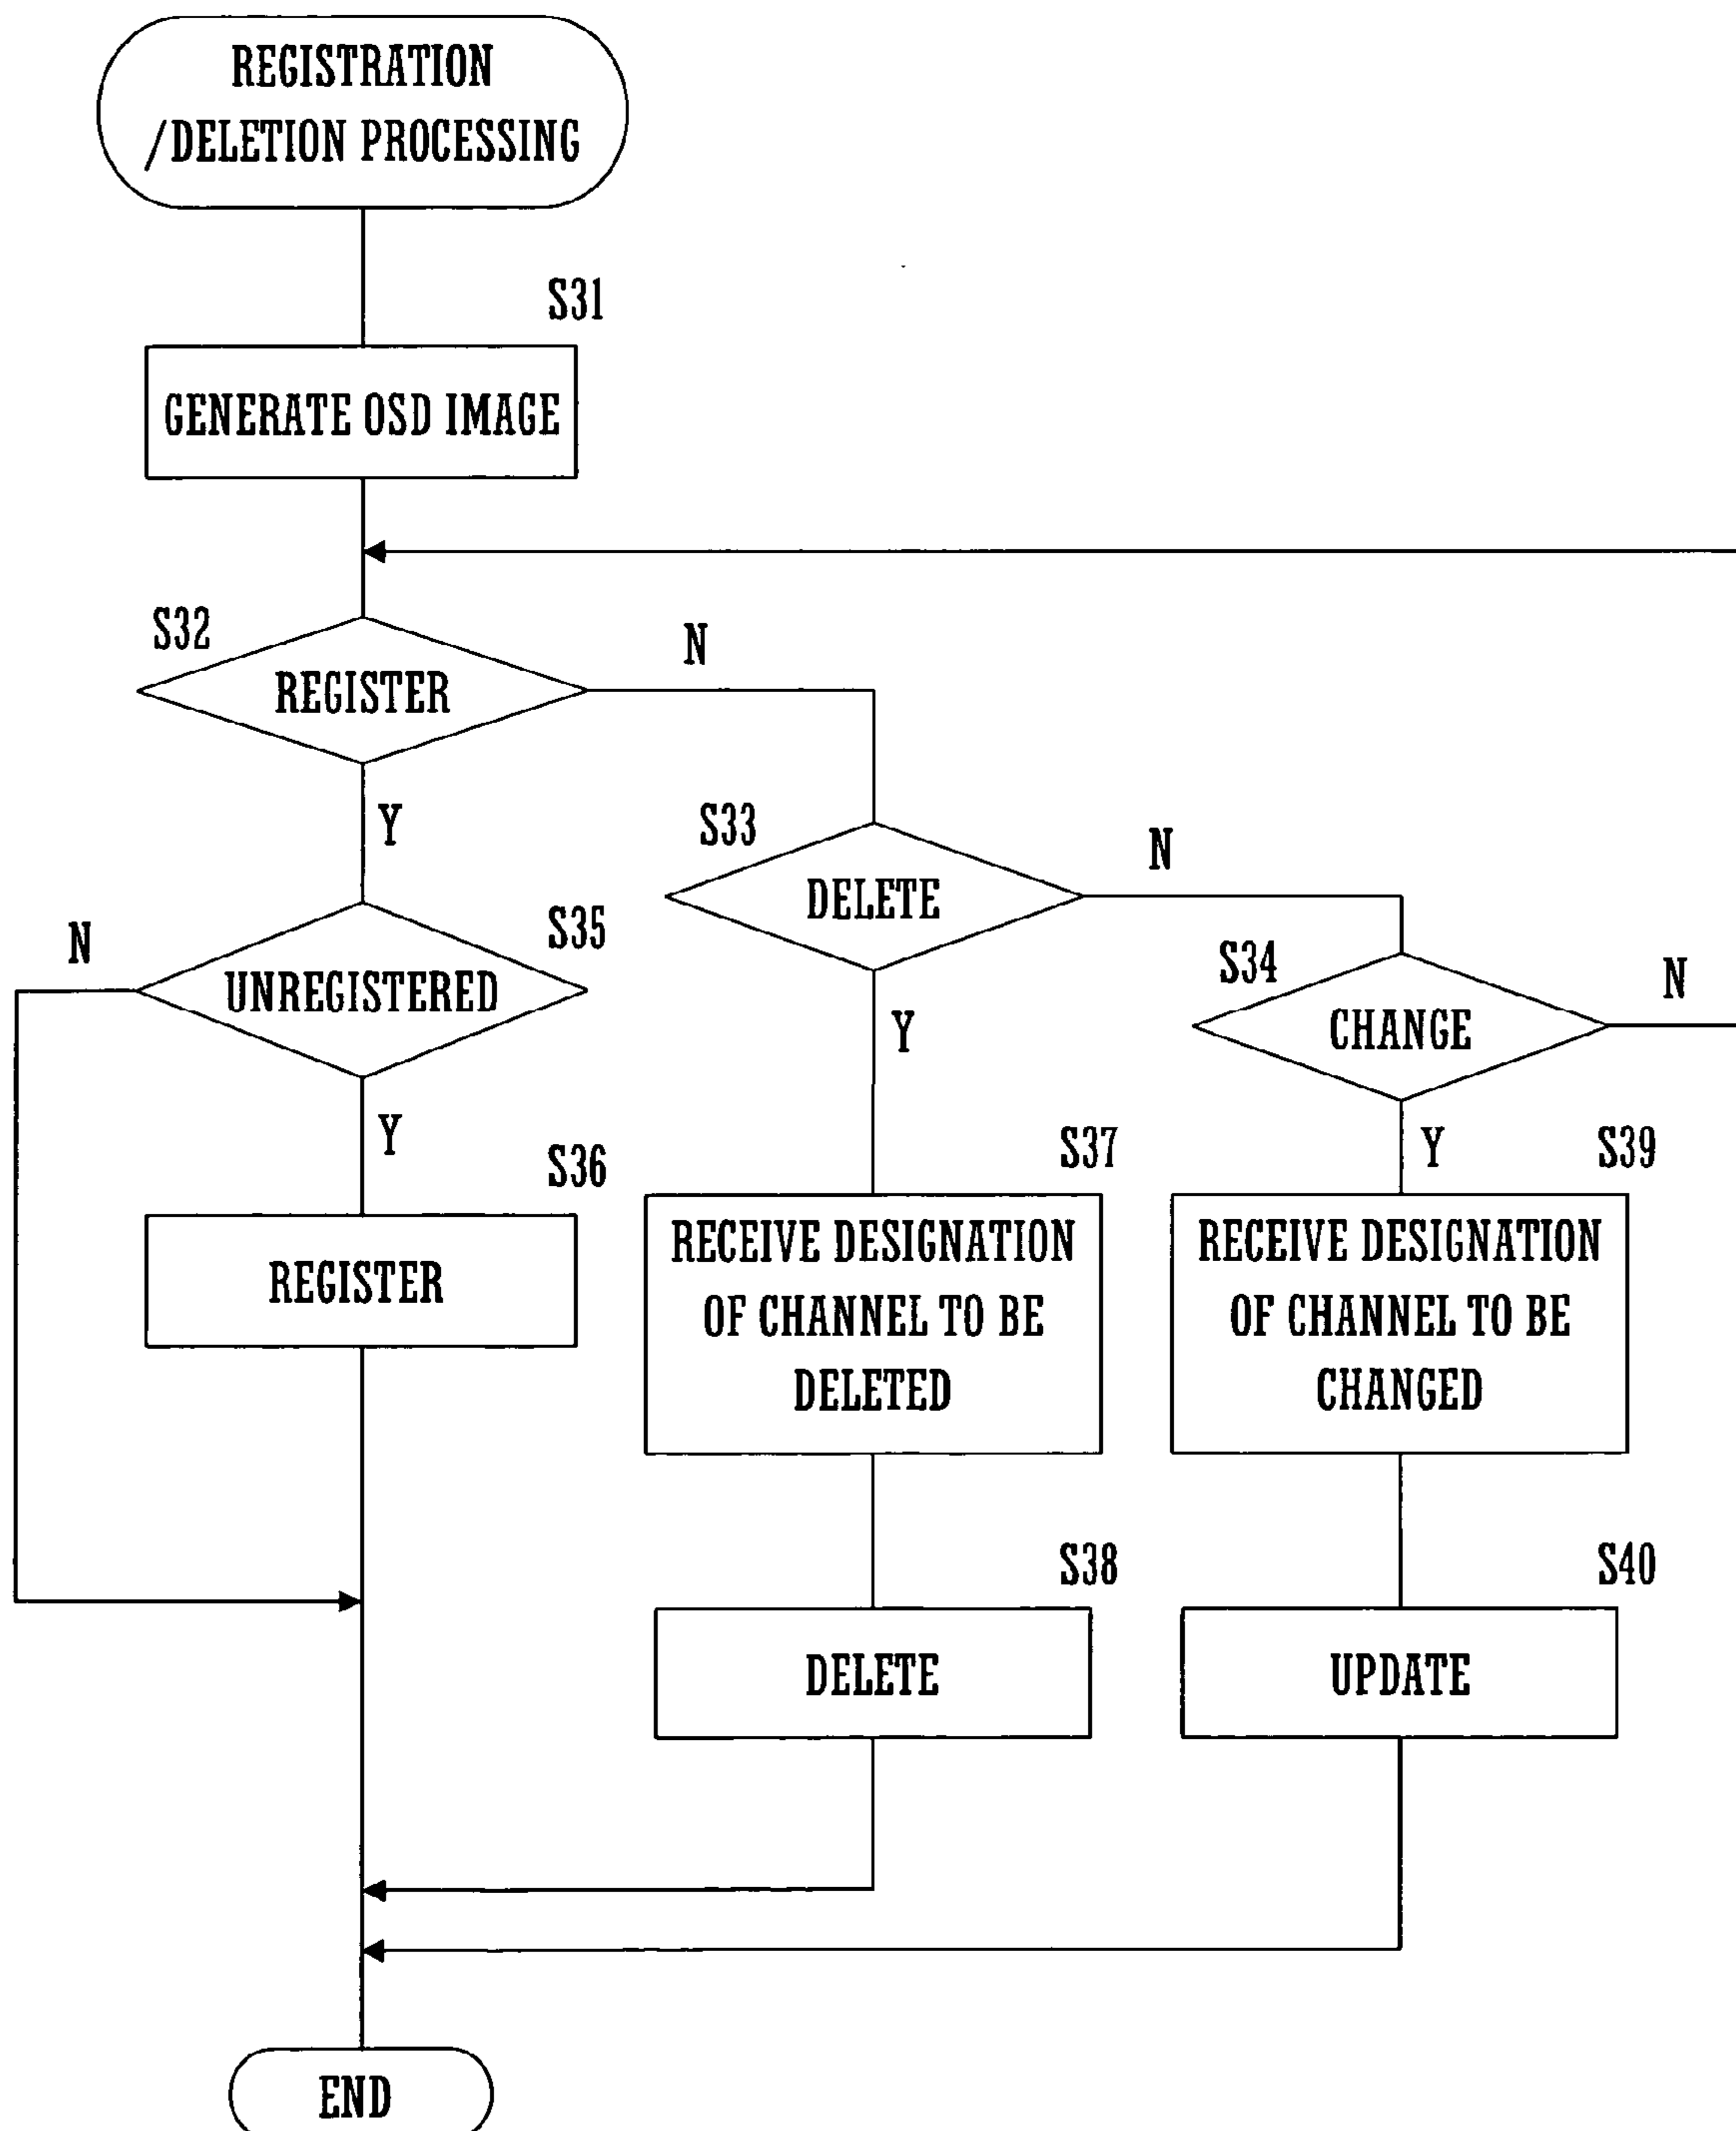 REGISTRATION
/DELETION PROCESSING
S31
GENERATE OSD IMAGE
S32
REGISTER
N
Y
S33
DELETE
N
Y
S34
CHANGE
N
Y
S35
UNREGISTERED
N
Y
S36
REGISTER
S37
RECEIVE DESIGNATION
OF CHANNEL TO BE
DELETED
S39
RECEIVE DESIGNATION
OF CHANNEL TO BE
CHANGED
S38
DELETE
S40
UPDATE
END